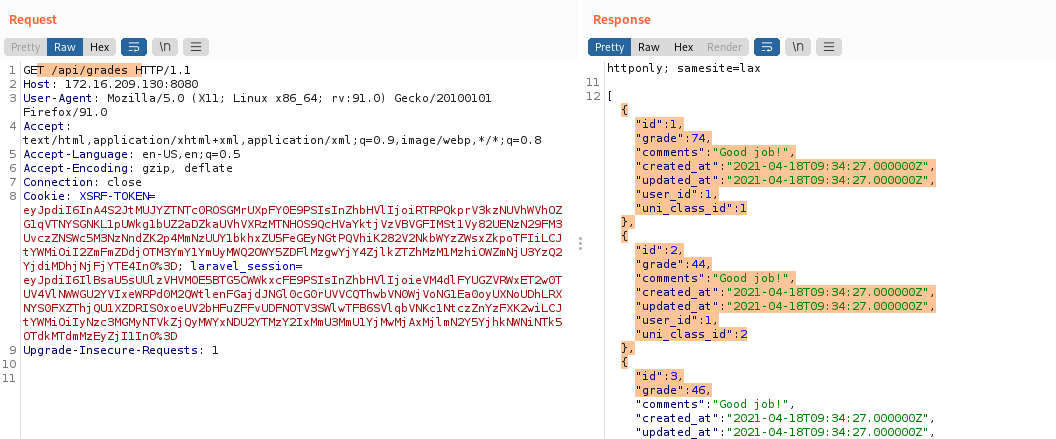 Request
Pretty Raw Hex \n
1 GET /api/grades HTTP/1.1
2 Host: 172.16.209.130:8080
3 User-Agent: Mozilla/5.0 (X11; Linux x86_64; rv:91.0) Gecko/20100101
Firefox/91.0
4 Accept:
text/html,application/xhtml+xml,application/xml;q=0.9,image/webp,*/*;q=0.8
5 Accept-Language: en-US,en;q=0.5
6 Accept-Encoding: gzip, deflate
7 Connection: close
8 Cookie: XSRF-TOKEN=
laravel_session=
9 Upgrade-Insecure-Requests: 1
10
11
Response
Pretty Raw Hex Render \n
httponly; samesite=lax
11
12 [
{
"id":1,
"grade":74,
"comments":"Good job!",
"created_at":"2021-04-18T09:34:27.000000Z",
"updated_at":"2021-04-18T09:34:27.000000Z",
"user_id":1,
"uni_class_id":1
},
{
"id":2,
"grade":44,
"comments":"Good job!",
"created_at":"2021-04-18T09:34:27.000000Z",
"updated_at":"2021-04-18T09:34:27.000000Z",
"user_id":1,
"uni_class_id":2
},
{
"id":3,
"grade":46,
"comments":"Good job!",
"created_at":"2021-04-18T09:34:27.000000Z",
"updated_at":"2021-04-18T09:34:27.000000Z",